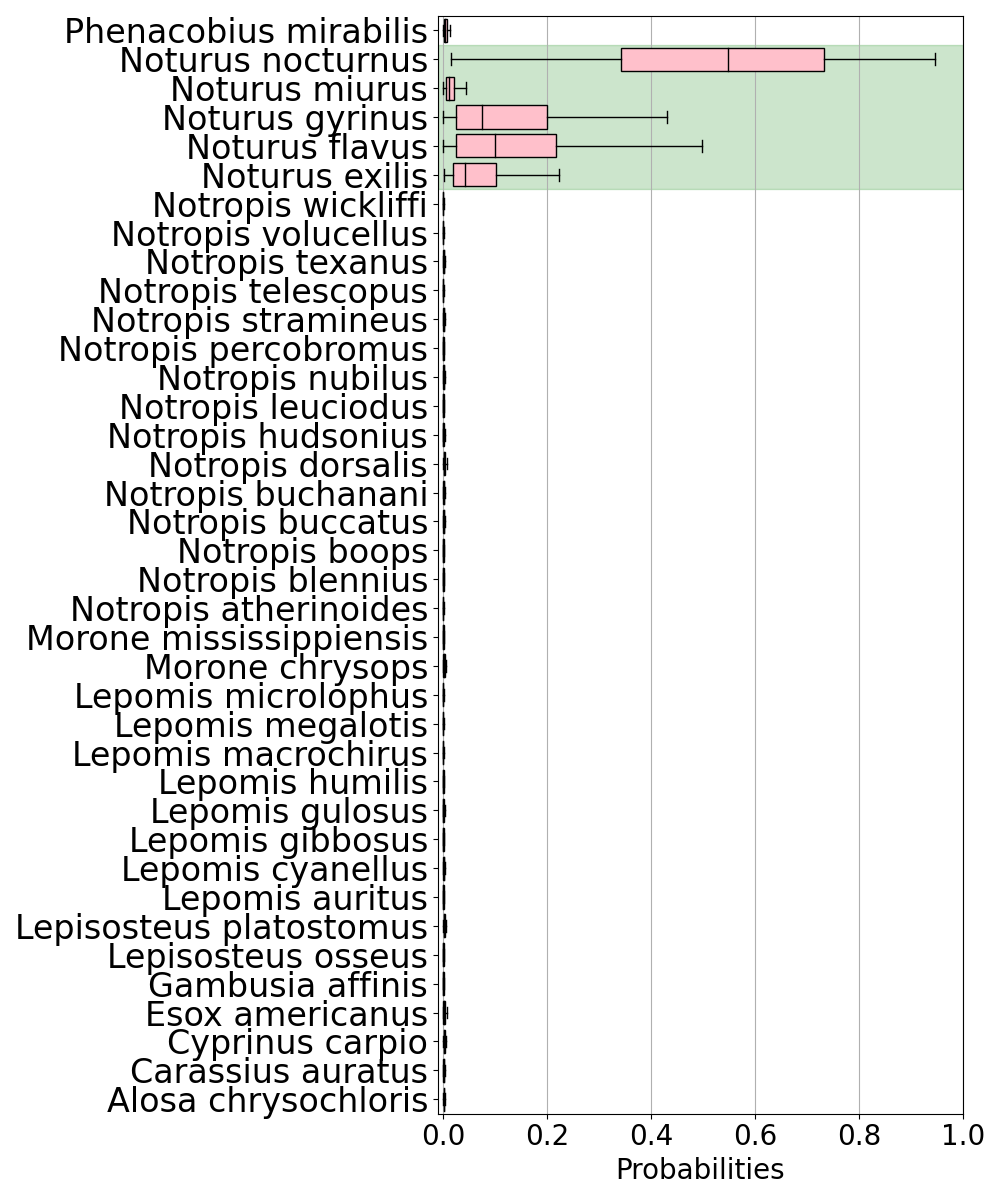 Phenacobius mirabilis
Noturus nocturnus
Noturus miurus
Noturus gyrinus
Noturus flavus
Noturus exilis
Notropis wickliffi
Notropis volucellus
Notropis texanus
Notropis telescopus
Notropis stramineus
Notropis percobromus
Notropis nubilus
Notropis leuciodus
Notropis hudsonius
Notropis dorsalis
Notropis buchanani
Notropis buccatus
Notropis boops
Notropis blennius
Notropis atherinoides
Morone mississippiensis
Morone chrysops
Lepomis microlophus
Lepomis megalotis
Lepomis macrochirus
Lepomis humilis
Lepomis gulosus
Lepomis gibbosus
Lepomis cyanellus
Lepomis auritus
Lepisosteus platostomus
Lepisosteus osseus
Gambusia affinis
Esox americanus
Cyprinus carpio
Carassius auratus
Alosa chrysochloris
0.0 0.2 0.4 0.6 0.8 1.0
Probabilities